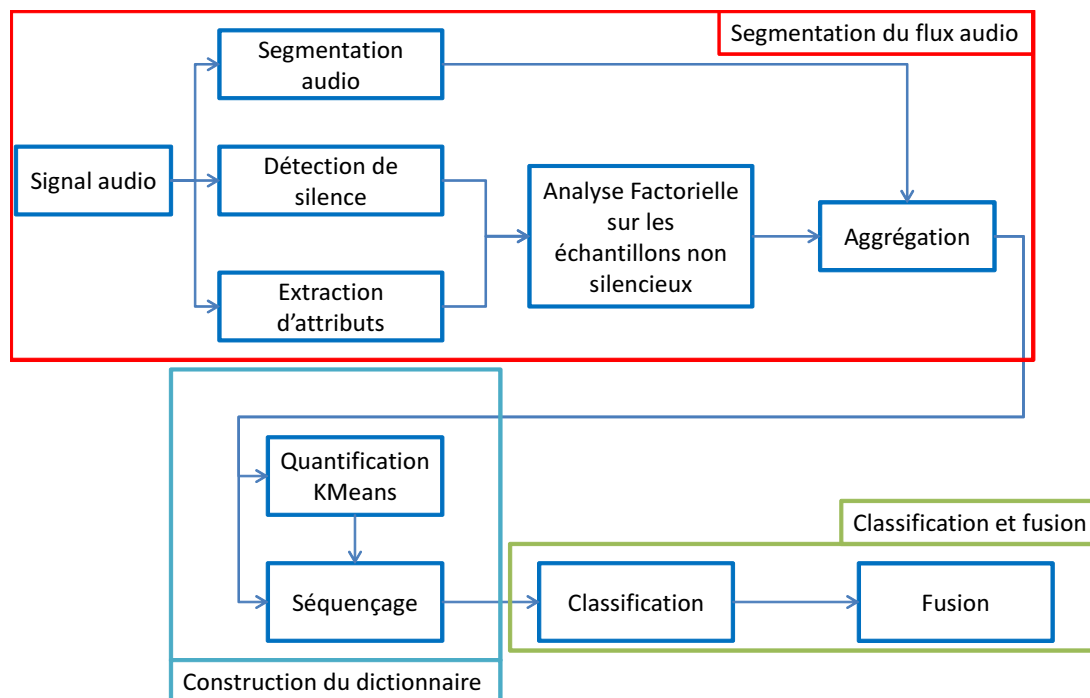 Segmentation du flux audio
Segmentation
audio
Signal audio
Détection de
silence
Extraction
d'attributs
Analyse Factorielle
sur les
échantillons non
silencieux
Aggrégation
Quantification
KMeans
Séquençage
Construction du dictionnaire
Classification et fusion
Classification
Fusion